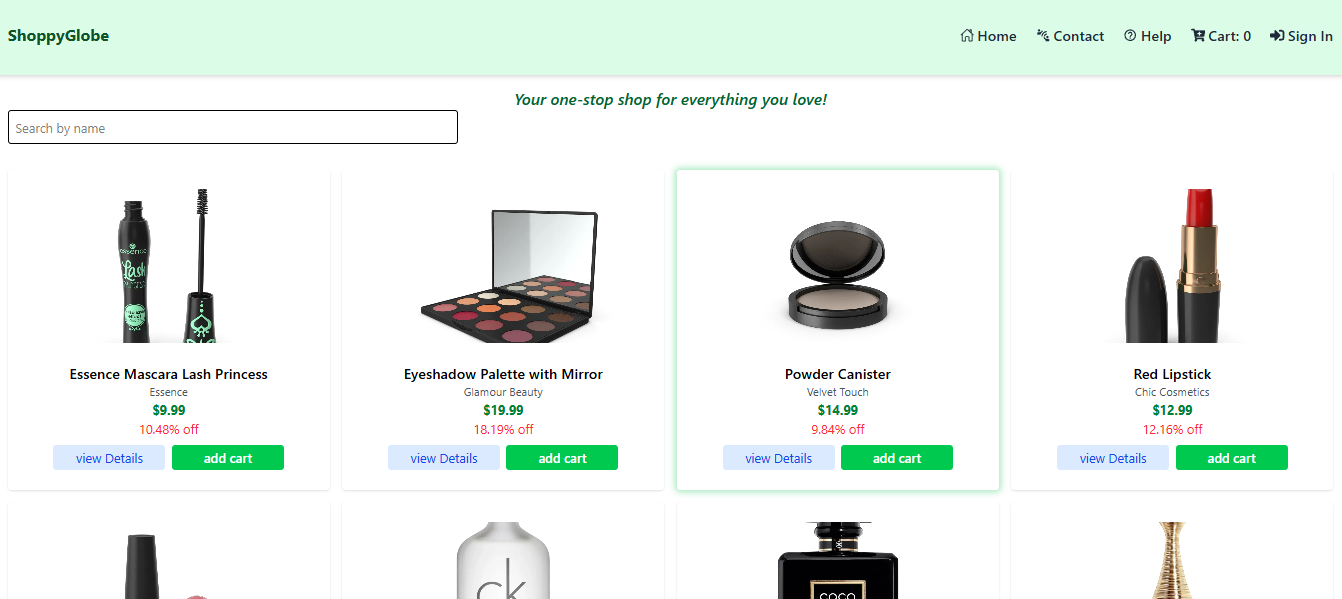 ShoppyGlobe
Home Contact Help Cart: 0 Sign In
Your one-stop shop for everything you love!
Search by name
essence
Lash
Essence Mascara Lash Princess
Essence
$9.99
10.48% off
view Details add cart
Eyeshadow Palette with Mirror
Glamour Beauty
$19.99
18.19% off
view Details add cart
Powder Canister
Velvet Touch
$14.99
9.84% off
view Details add cart
Red Lipstick
Chic Cosmetics
$12.99
12.16% off
view Details add cart
ck
COCO